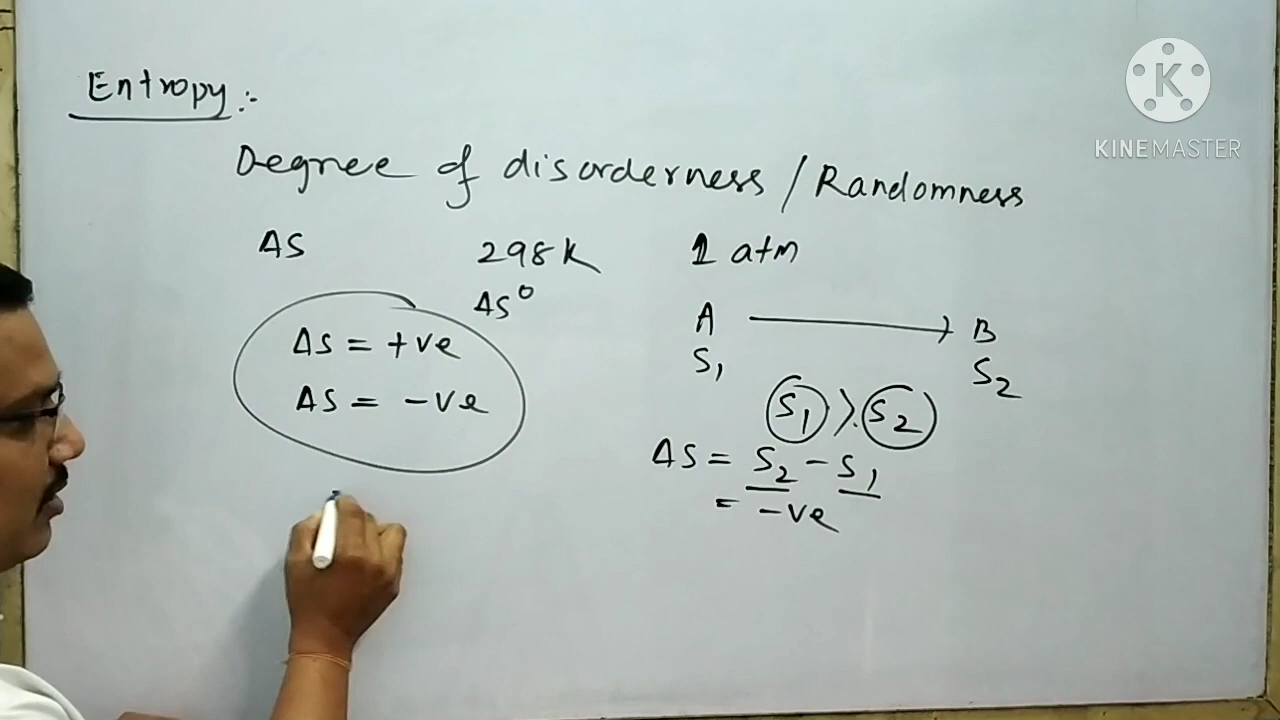 Entropy:-
Degree of disorderness / Randomness
ΔS 298K 1 atm
ΔS°
ΔS = +ve
ΔS = -ve
A → B
S₁ S₂
S₁ > S₂
ΔS = S₂ - S₁
= -ve
K
KINEMASTER